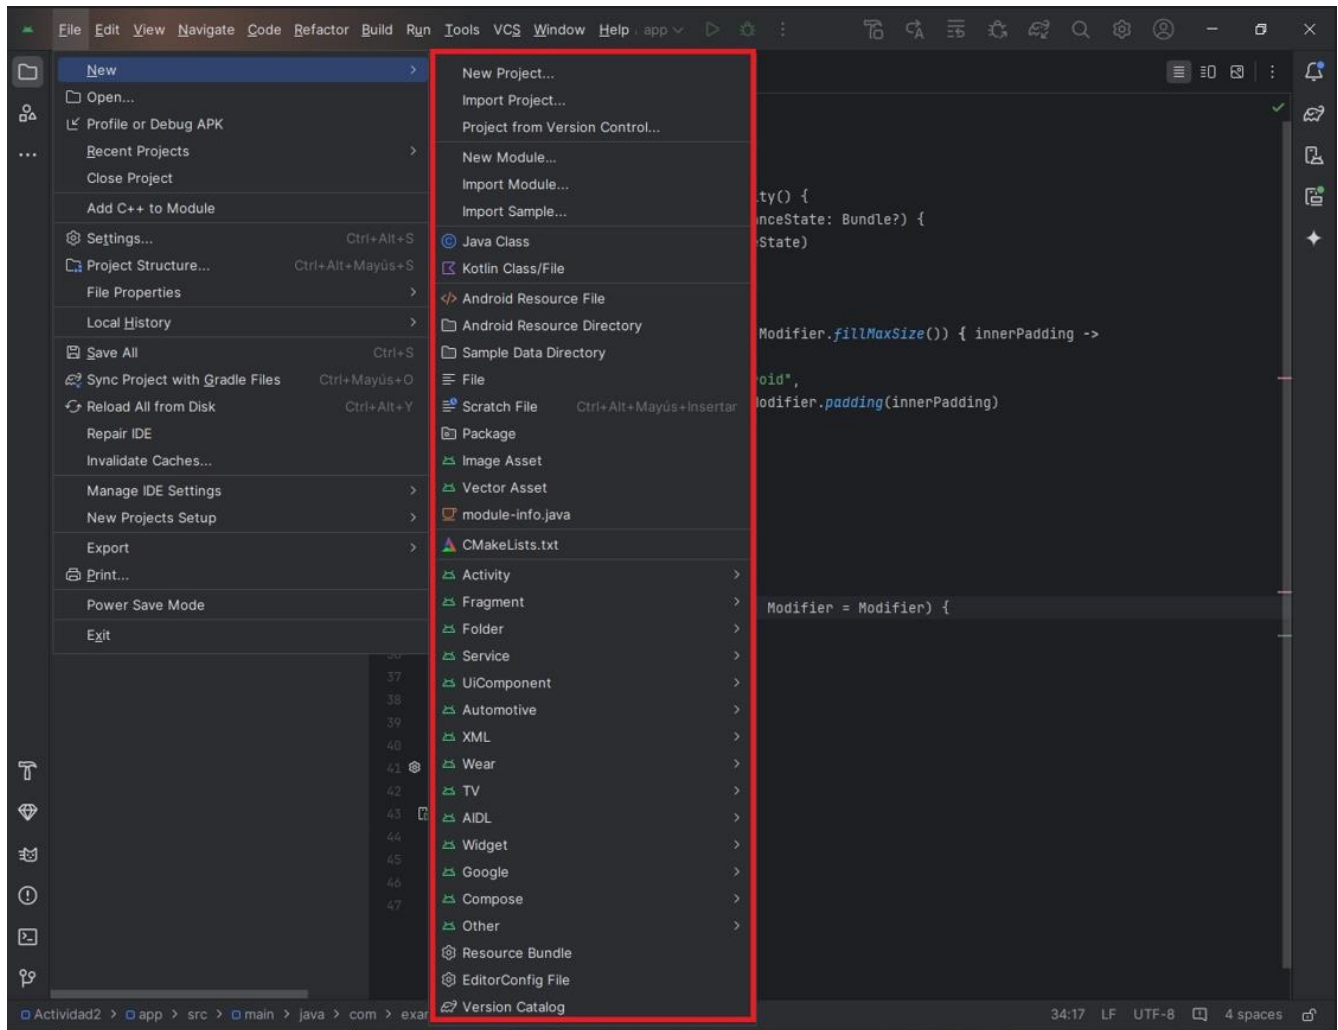 File Edit View Navigate Code Refactor Build Run Tools VCS Window Help app
New
Open...
Profile or Debug APK
Recent Projects
Close Project
Add C++ to Module
Settings... Ctrl+Alt+S
Project Structure... Ctrl+Alt+Mayús+S
File Properties
Local History
Save All Ctrl+S
Sync Project with Gradle Files Ctrl+Mayús+O
Reload All from Disk Ctrl+Alt+Y
Repair IDE
Invalidate Caches...
Manage IDE Settings
New Projects Setup
Export
Print...
Power Save Mode
Exit
New Project...
Import Project...
Project from Version Control...
New Module...
Import Module...
Import Sample...
Java Class
Kotlin Class/File
Android Resource File
Android Resource Directory
Sample Data Directory
File
Scratch File Ctrl+Alt+Mayús+Insertar
Package
Image Asset
Vector Asset
module-info.java
CMakeLists.txt
Activity
Fragment
Folder
Service
UiComponent
Automotive
XML
Wear
TV
AIDL
Widget
Google
Compose
Other
Resource Bundle
EditorConfig File
Version Catalog
ty() {
nceState: Bundle?) {
State)
Modifier.fillMaxSize()) { innerPadding ->
oid",
odifier.padding(innerPadding)
Modifier = Modifier) {
37
38
39
40
41
42
43
44
45
46
47
Actividad2 > app > src > main > java > com > exa
34:17 LF UTF-8 4 spaces